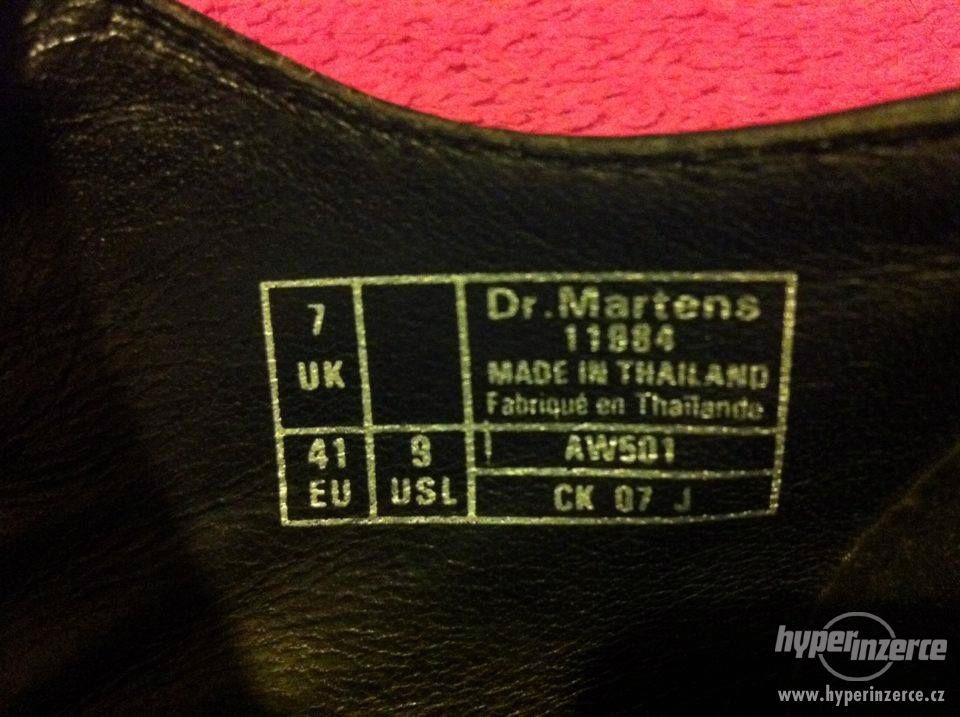 7
UK
Dr.Martens
11884
MADE IN THAILAND
Fabriqué en Thaïlande
41
EU
9
USL
AW501
CK 07 J
hyperinzerce
www.hyperinzerce.cz